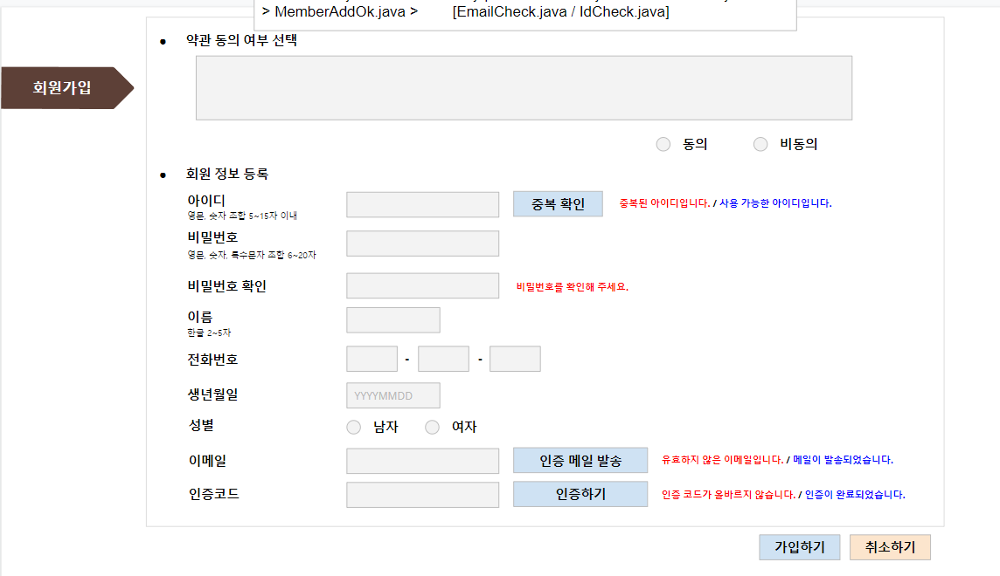 > MemberAddOk.java > [EmailCheck.java / IdCheck.java]
• 약관 동의 여부 선택
회원가입
동의 비동의
• 회원 정보 등록
아이디 중복 확인 중복된 아이디입니다. / 사용 가능한 아이디입니다.
영문, 숫자 조합 5~15자 이내
비밀번호
영문, 숫자, 특수문자 조합 6~20자
비밀번호 확인 비밀번호를 확인해 주세요.
이름
한글 2~5자
전화번호 - -
생년월일 YYYYMMDD
성별 남자 여자
이메일 인증 메일 발송 유효하지 않은 이메일입니다. / 메일이 발송되었습니다.
인증코드 인증하기 인증 코드가 올바르지 않습니다. / 인증이 완료되었습니다.
가입하기 취소하기